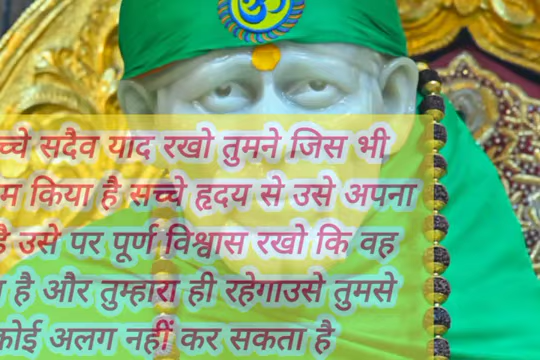 च्चे सदैव याद रखो तुमने जिस भी
म किया है सच्चे हृदय से उसे अपना
है उसे पर पूर्ण विश्वास रखो कि वह
है और तुम्हारा ही रहेगाउसे तुमसे
कोई अलग नहीं कर सकता है